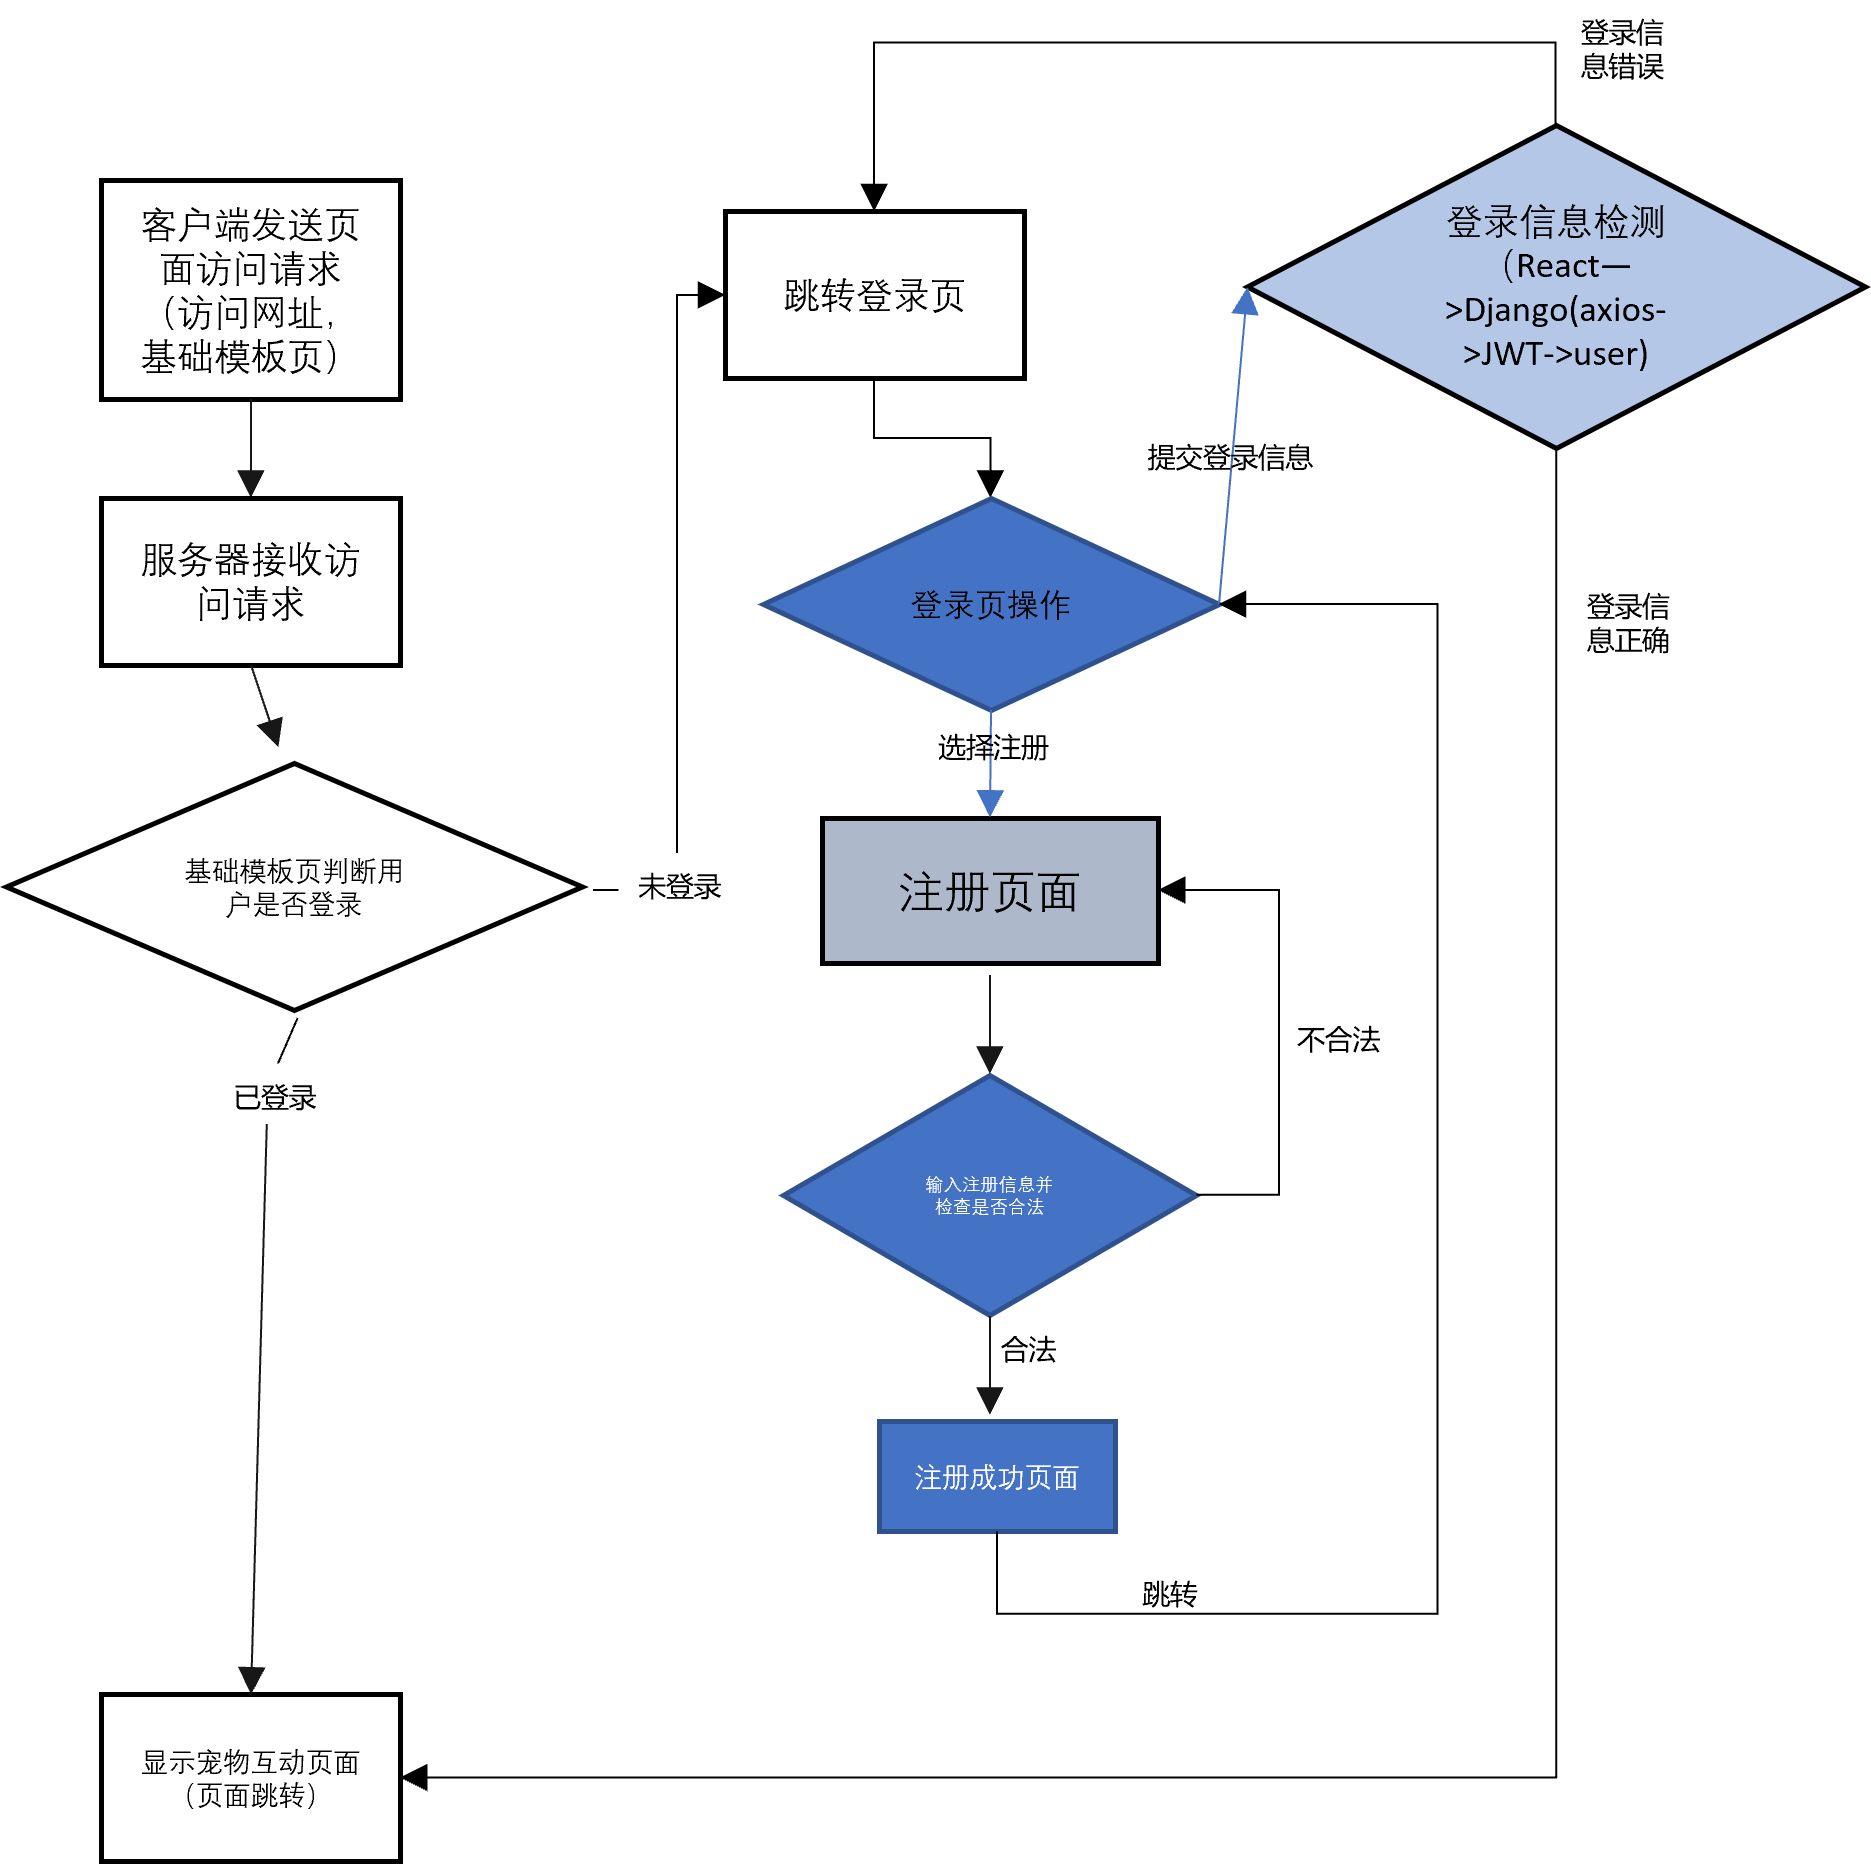 登录信
息错误
客户端发送页
面访问请求
（访问网址，
基础模板页）
跳转登录页
登录信息检测
（React—
>Django(axios-
>JWT->user)
提交登录信息
服务器接收访
问请求
登录页操作
登录信
息正确
选择注册
基础模板页判断用
户是否登录
未登录
注册页面
不合法
已登录
输入注册信息并
检查是否合法
合法
注册成功页面
跳转
显示宠物互动页面
（页面跳转）